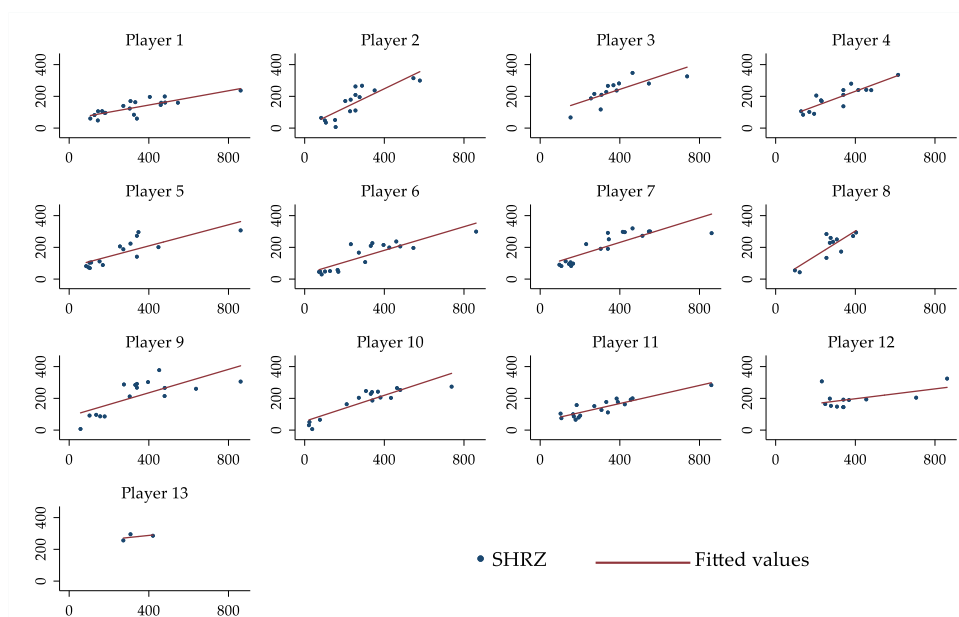 Player 1
Player 2
Player 3
Player 4
0 200 400
0 400 800
0 200 400
0 400 800
0 200 400
0 400 800
0 200 400
0 400 800
Player 5
Player 6
Player 7
Player 8
0 200 400
0 400 800
0 200 400
0 400 800
0 200 400
0 400 800
0 200 400
0 400 800
Player 9
Player 10
Player 11
Player 12
0 200 400
0 400 800
0 200 400
0 400 800
0 200 400
0 400 800
0 200 400
0 400 800
Player 13
0 200 400
0 400 800
SHRZ
Fitted values